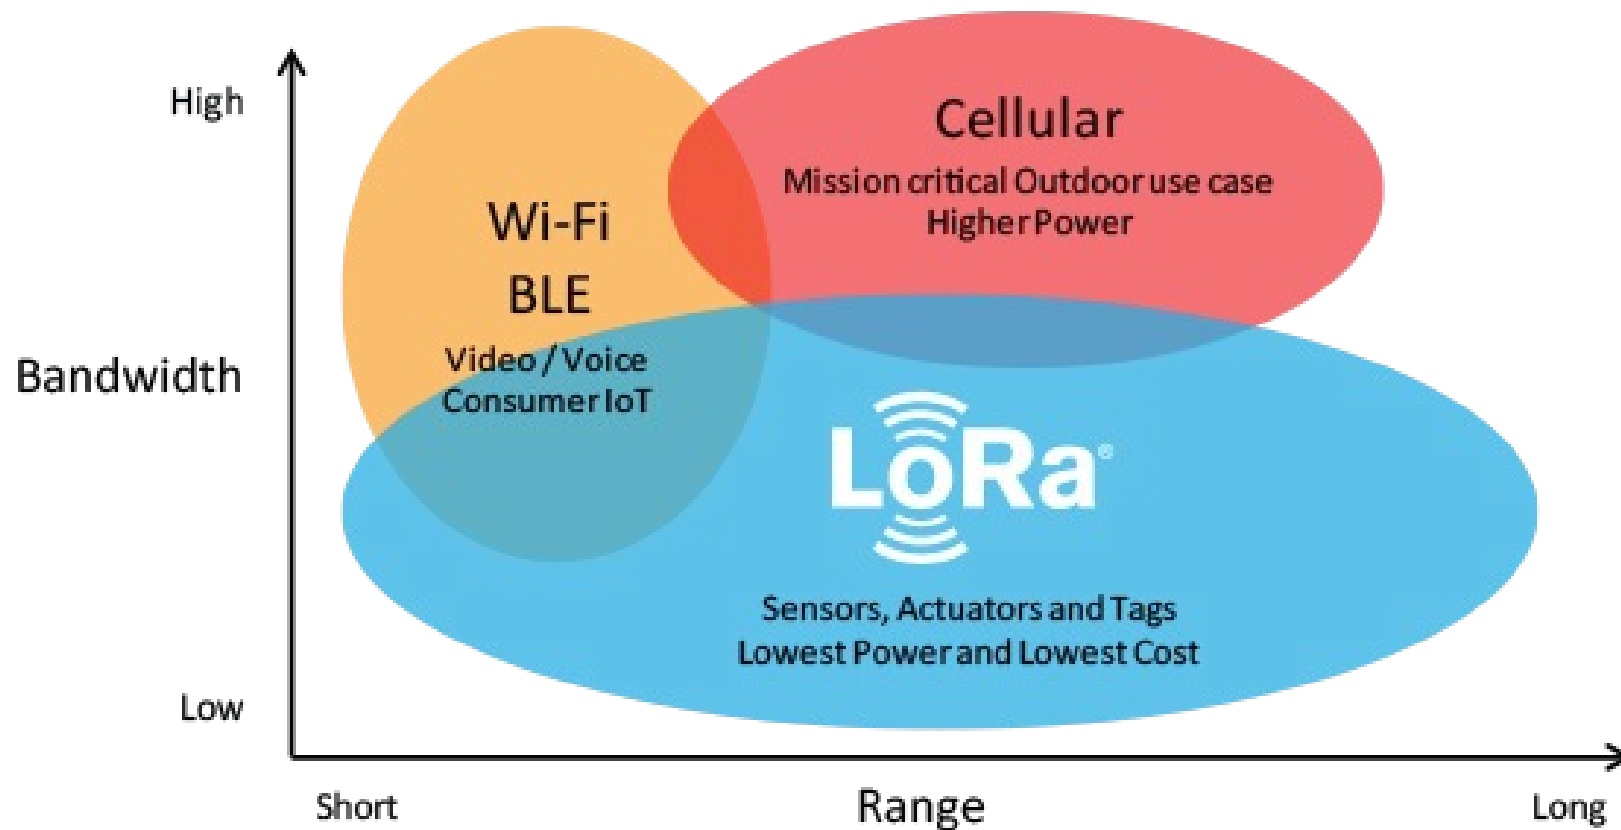 High
Bandwidth
Low
Wi-Fi
BLE
Video / Voice
Consumer IoT
Cellular
Mission critical Outdoor use case
Higher Power
LoRa®
Sensors, Actuators and Tags
Lowest Power and Lowest Cost
Short
Range
Long